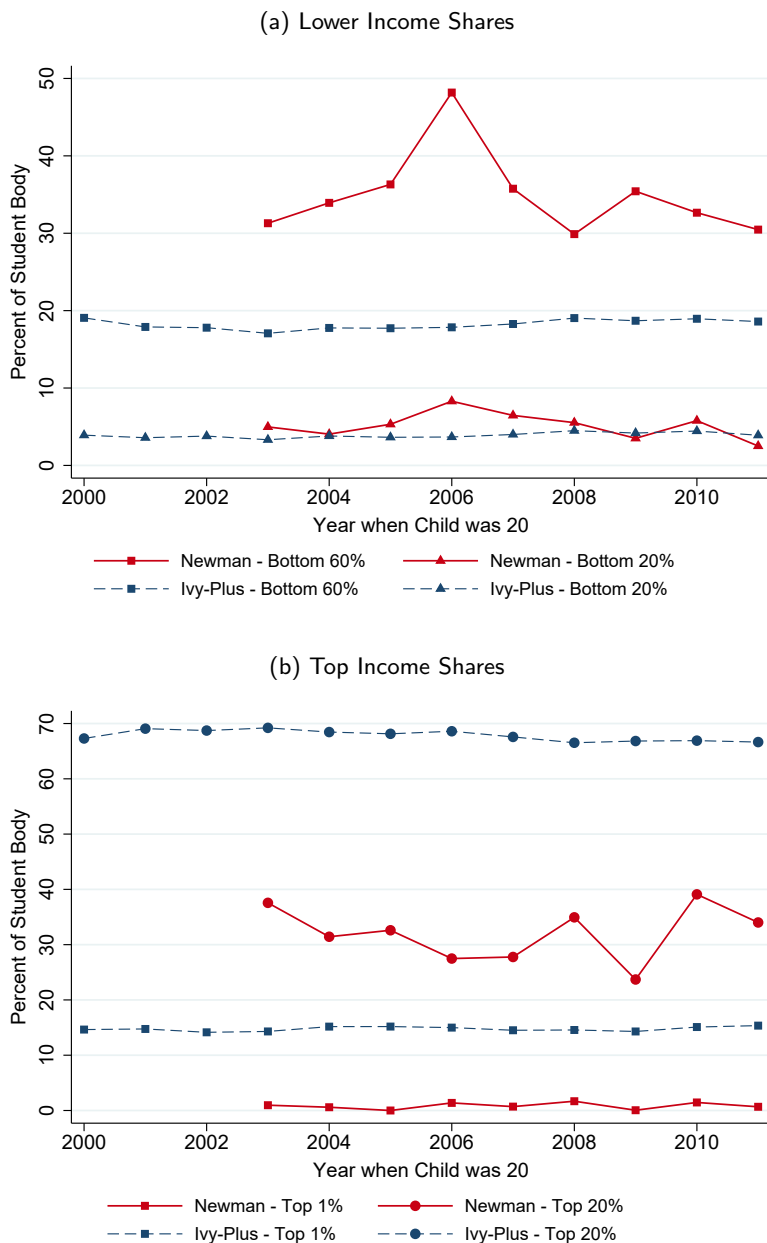 (a) Lower Income Shares
Percent of Student Body
50
40
30
20
10
0
2000 2002 2004 2006 2008 2010
Year when Child was 20
Newman - Bottom 60% Newman - Bottom 20%
Ivy-Plus - Bottom 60% Ivy-Plus - Bottom 20%
(b) Top Income Shares
Percent of Student Body
70
60
50
40
30
20
10
0
2000 2002 2004 2006 2008 2010
Year when Child was 20
Newman - Top 1% Newman - Top 20%
Ivy-Plus - Top 1% Ivy-Plus - Top 20%